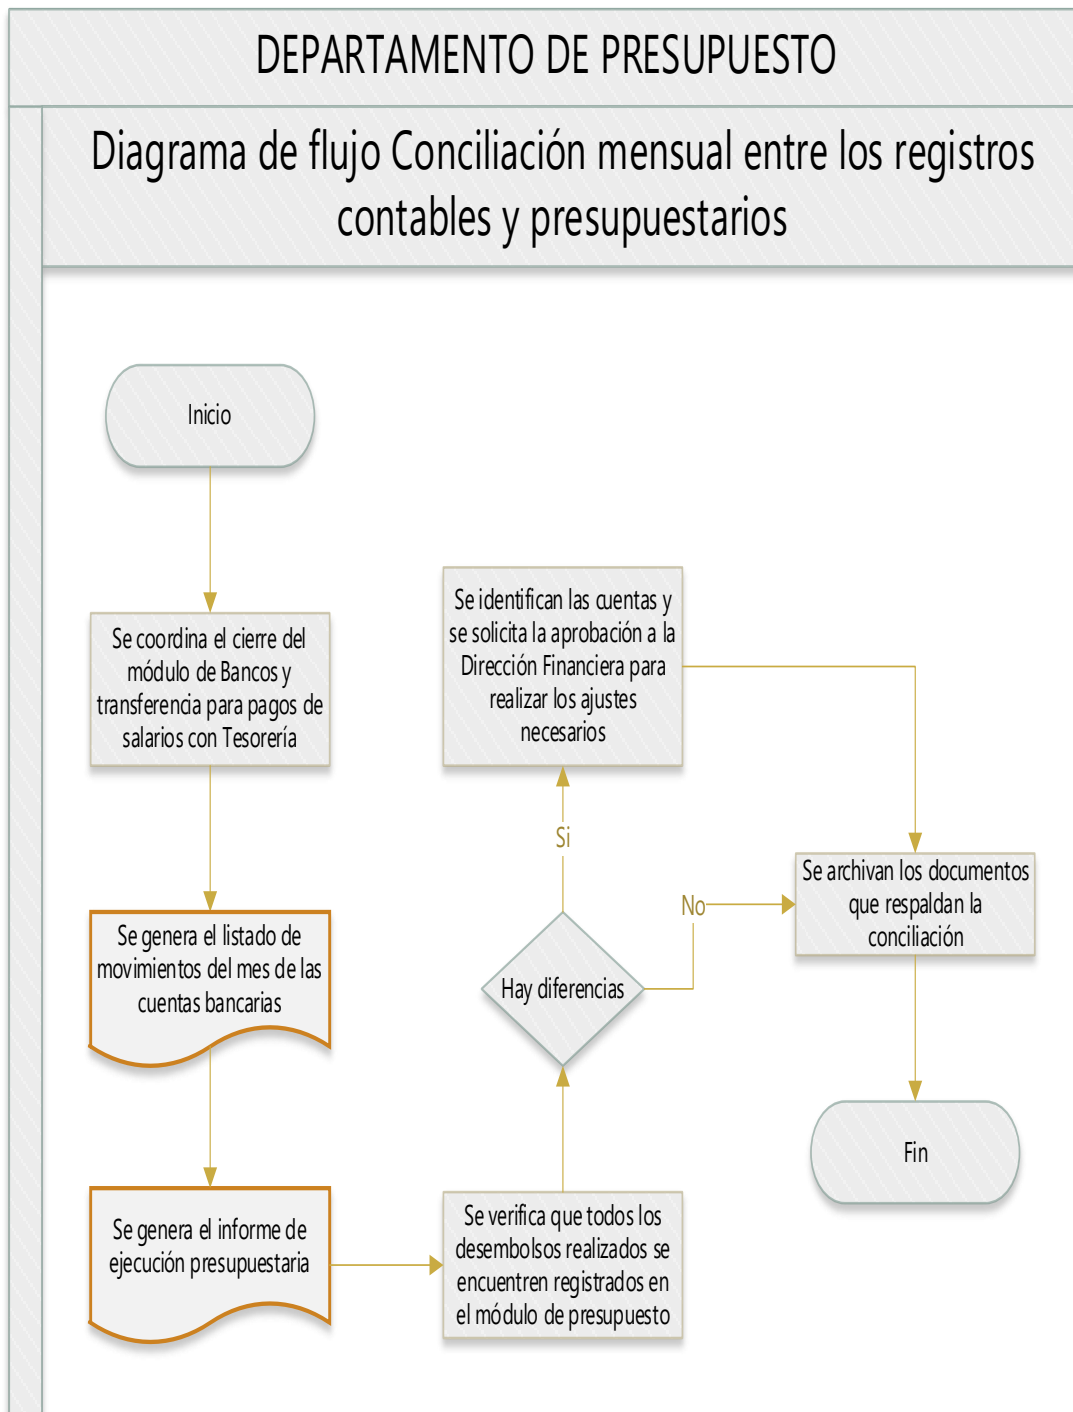 DEPARTAMENTO DE PRESUPUESTO
Diagrama de flujo Conciliación mensual entre los registros
contables y presupuestarios
Inicio
Se coordina el cierre del
módulo de Bancos y
transferencia para pagos de
salarios con Tesorería
Se genera el listado de
movimientos del mes de las
cuentas bancarias
Se genera el informe de
ejecución presupuestaria
Se verifica que todos los
desembolsos realizados se
encuentren registrados en
el módulo de presupuesto
Hay diferencias
Si
No
Se identifican las cuentas y
se solicita la aprobación a la
Dirección Financiera para
realizar los ajustes
necesarios
Se archivan los documentos
que respaldan la
conciliación
Fin